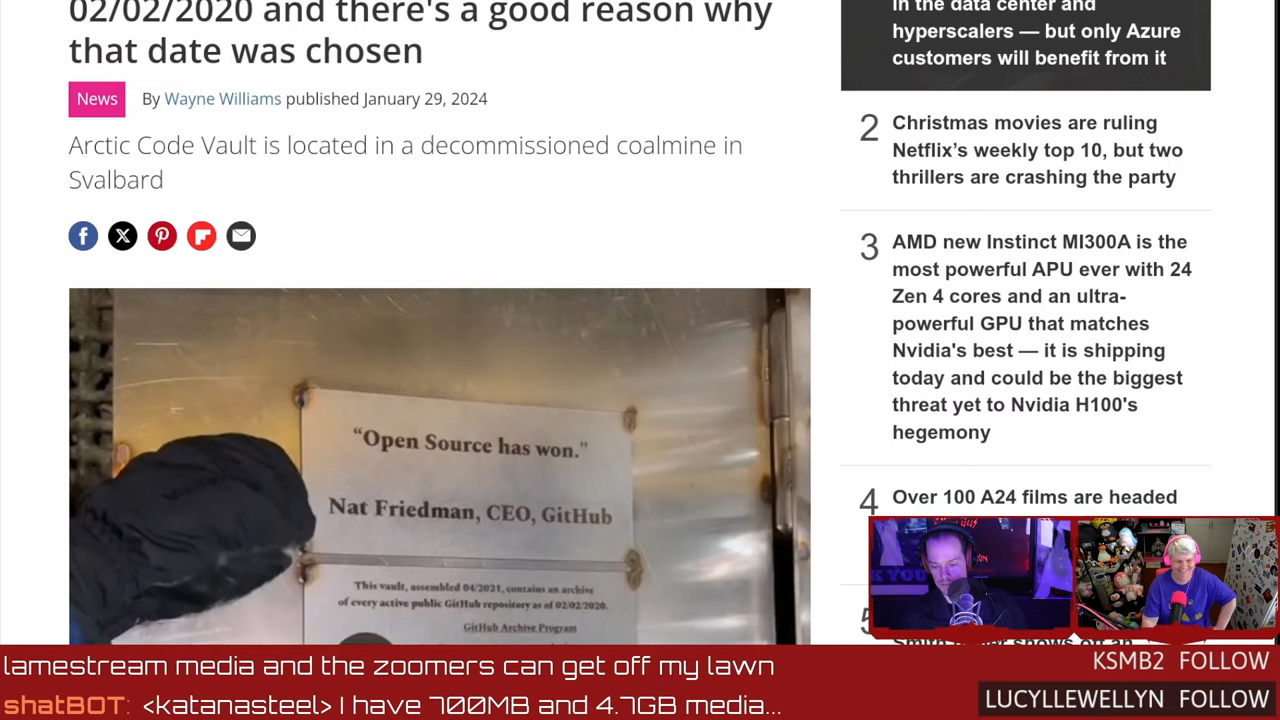 02/02/2020 and there's a good reason why
that date was chosen
News By Wayne Williams published January 29, 2024
Arctic Code Vault is located in a decommissioned coalmine in
Svalbard
“Open Source has won."
Nat Friedman, CEO, GitHub
This vault, assembled 04/2021, contains an archive
of every active public GitHub repository as of 02/02/2020.
GitHub Archive Program
in the data center and
hyperscalers — but only Azure
customers will benefit from it
2 Christmas movies are ruling
Netflix’s weekly top 10, but two
thrillers are crashing the party
3 AMD new Instinct MI300A is the
most powerful APU ever with 24
Zen 4 cores and an ultra-
powerful GPU that matches
Nvidia's best — it is shipping
today and could be the biggest
threat yet to Nvidia H100's
hegemony
4 Over 100 A24 films are headed
5
K YOU
lamestream media and the zoomers can get off my lawn
shatBOT: <katanasteel> I have 700MB and 4.7GB media...
KSMB2 FOLLOW
LUCYLLEWELLYN FOLLOW